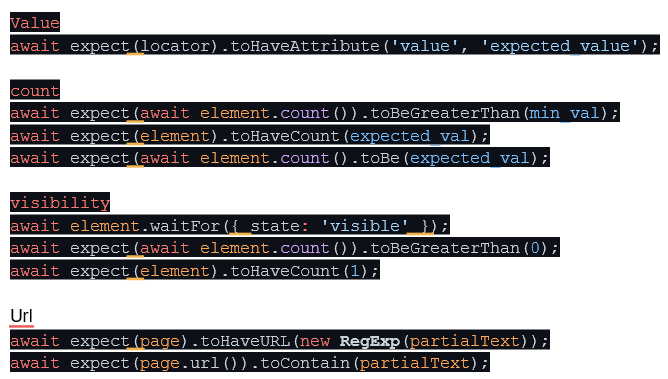 Value
await expect(locator).toHaveAttribute('value', 'expected_value');
count
await expect(await element.count()).toBeGreaterThan(min_val);
await expect(element).toHaveCount(expected_val);
await expect(await element.count().toBe(expected_val);
visibility
await element.waitFor({ state: 'visible' });
await expect(await element.count()).toBeGreaterThan(0);
await expect(element).toHaveCount(1);
Url
await expect(page).toHaveURL(new RegExp(partialText));
await expect(page.url()).toContain(partialText);